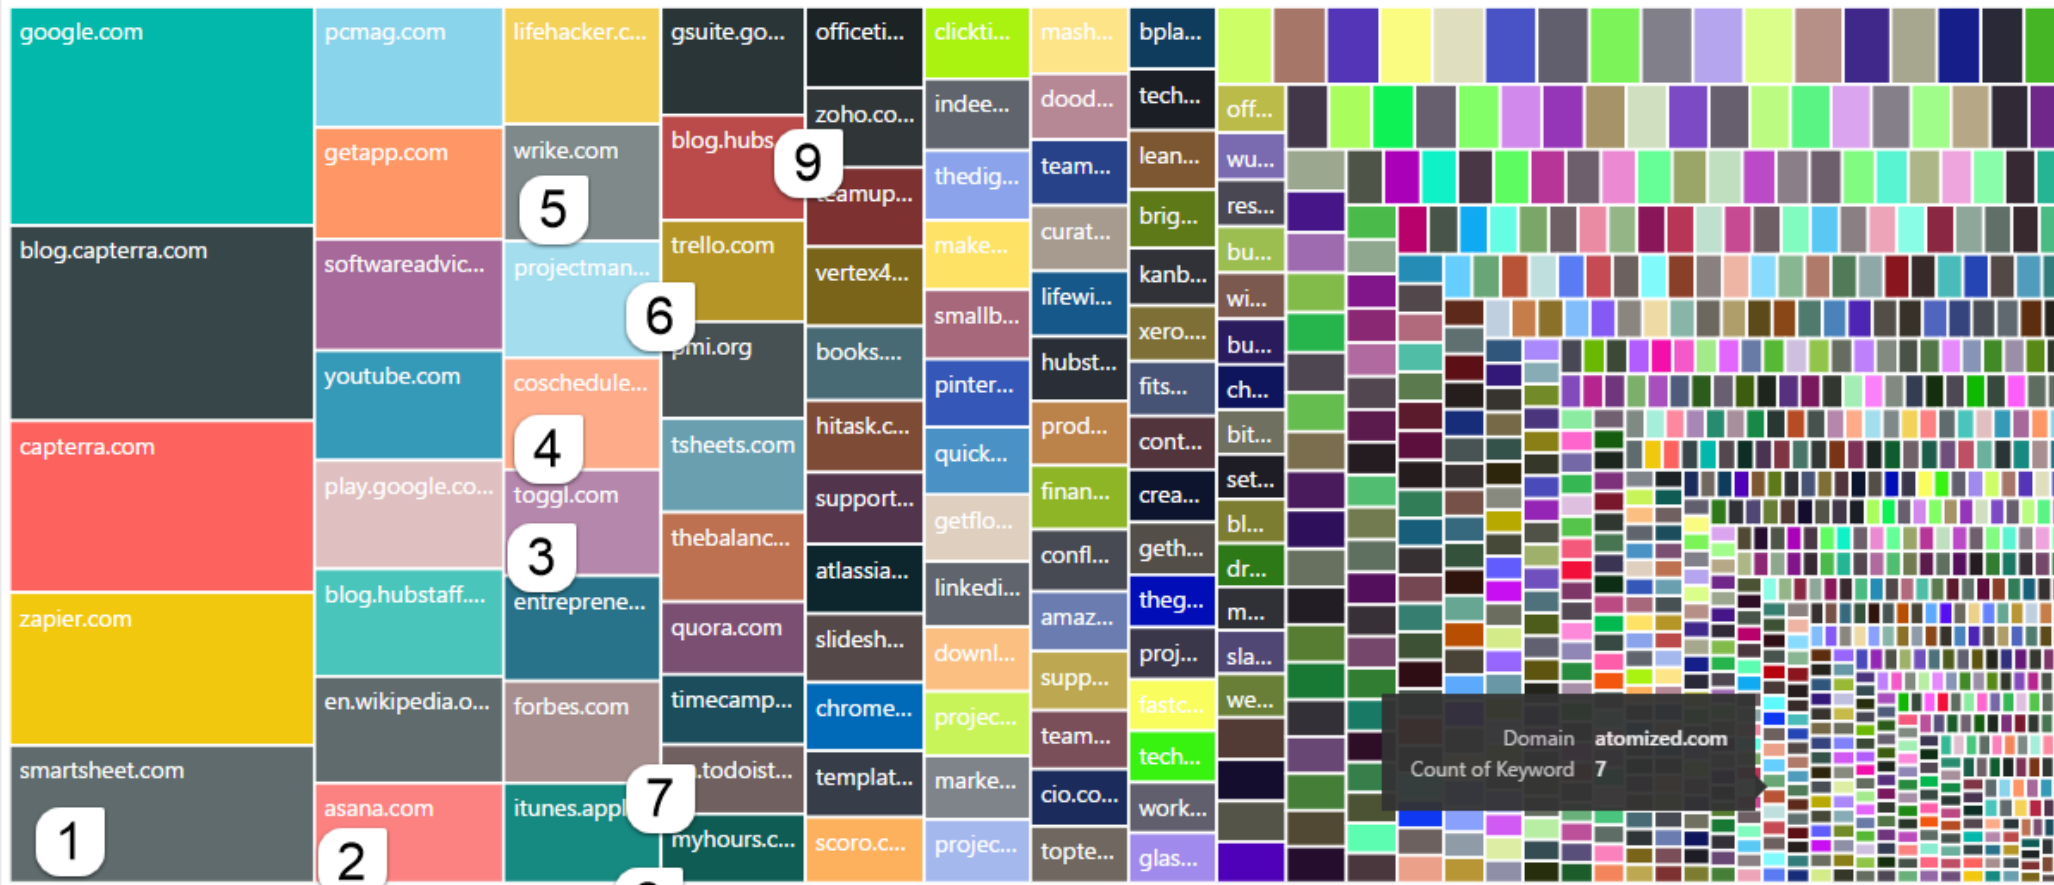 google.com
blog.capterra.com
capterra.com
zapier.com
smartsheet.com
1
pcmag.com
getapp.com
softwareadvic...
youtube.com
play.google.co...
blog.hubstaff....
en.wikipedia.o...
asana.com
2
lifehacker.c...
wrike.com
5
projectman...
6
coschedule...
4
toggl.com
3
entreprene...
forbes.com
itunes.appl
7
gsuite.go...
blog.hubs
9
trello.com
pmi.org
tsheets.com
thebalanc...
quora.com
timecamp...
.todoist...
myhours.c...
officeti...
zoho.co...
teamup...
vertex4...
books....
hitask.c...
support...
atlassia...
slidesh...
chrome...
templat...
scoro.c...
clickti...
indee...
thedig...
make...
smallb...
pinter...
quick...
getflo...
linkedi...
downl...
projec...
marke...
projec...
mash...
dood...
team...
curat...
lifewi...
hubst...
prod...
finan...
confl...
amaz...
supp...
team...
cio.co...
topte...
bpla...
tech...
lean...
brig...
kanb...
xero....
fits...
cont...
crea...
geth...
theg...
proj...
fastc...
tech...
work...
glas...
off...
wu...
res...
bu...
wi...
bu...
ch...
bit...
set...
bl...
dr...
m...
sla...
we...
Domain atomized.com
Count of Keyword 7